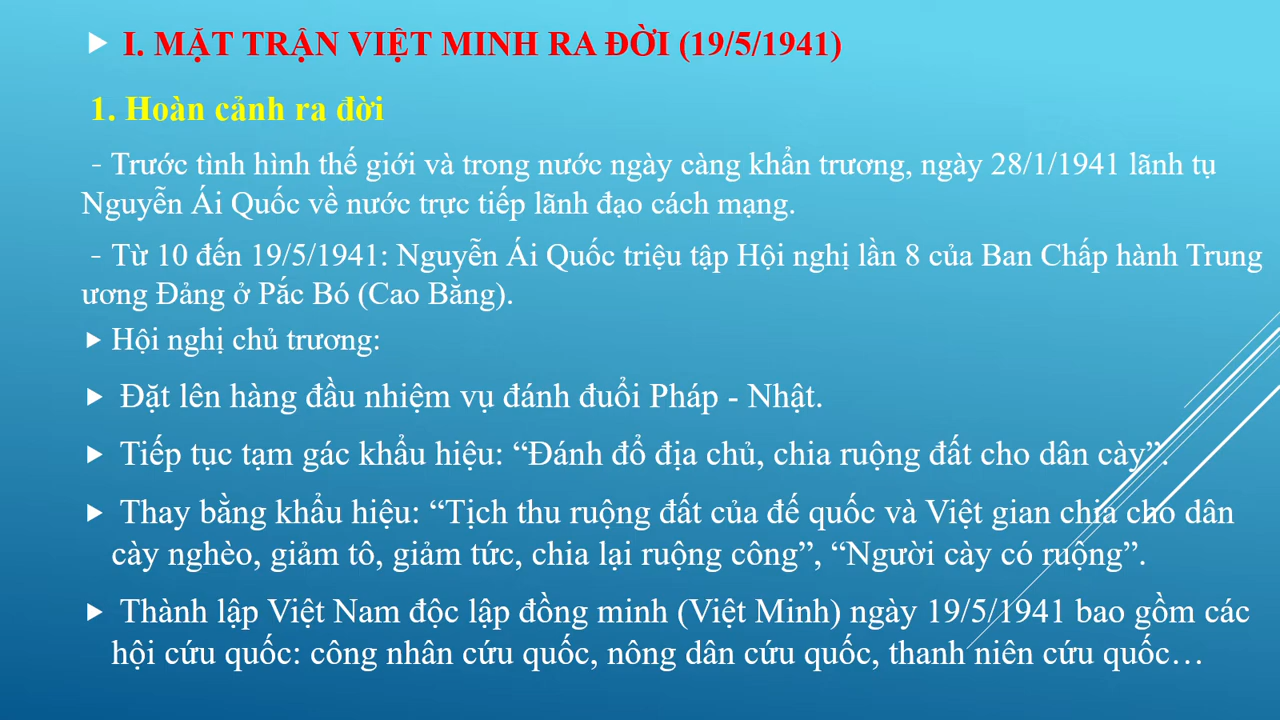 I. MẶT TRẬN VIỆT MINH RA ĐỜI (19/5/1941)
1. Hoàn cảnh ra đời
- Trước tình hình thế giới và trong nước ngày càng khẩn trương, ngày 28/1/1941 lãnh tụ
Nguyễn Ái Quốc về nước trực tiếp lãnh đạo cách mạng.
- Từ 10 đến 19/5/1941: Nguyễn Ái Quốc triệu tập Hội nghị lần 8 của Ban Chấp hành Trung
ương Đảng ở Pắc Bó (Cao Bằng).
Hội nghị chủ trương:
Đặt lên hàng đầu nhiệm vụ đánh đuổi Pháp - Nhật.
Tiếp tục tạm gác khẩu hiệu: “Đánh đổ địa chủ, chia ruộng đất cho dân cày”.
Thay bằng khẩu hiệu: “Tịch thu ruộng đất của đế quốc và Việt gian chia cho dân
cày nghèo, giảm tô, giảm tức, chia lại ruộng công”, “Người cày có ruộng”.
Thành lập Việt Nam độc lập đồng minh (Việt Minh) ngày 19/5/1941 bao gồm các
hội cứu quốc: công nhân cứu quốc, nông dân cứu quốc, thanh niên cứu quốc…